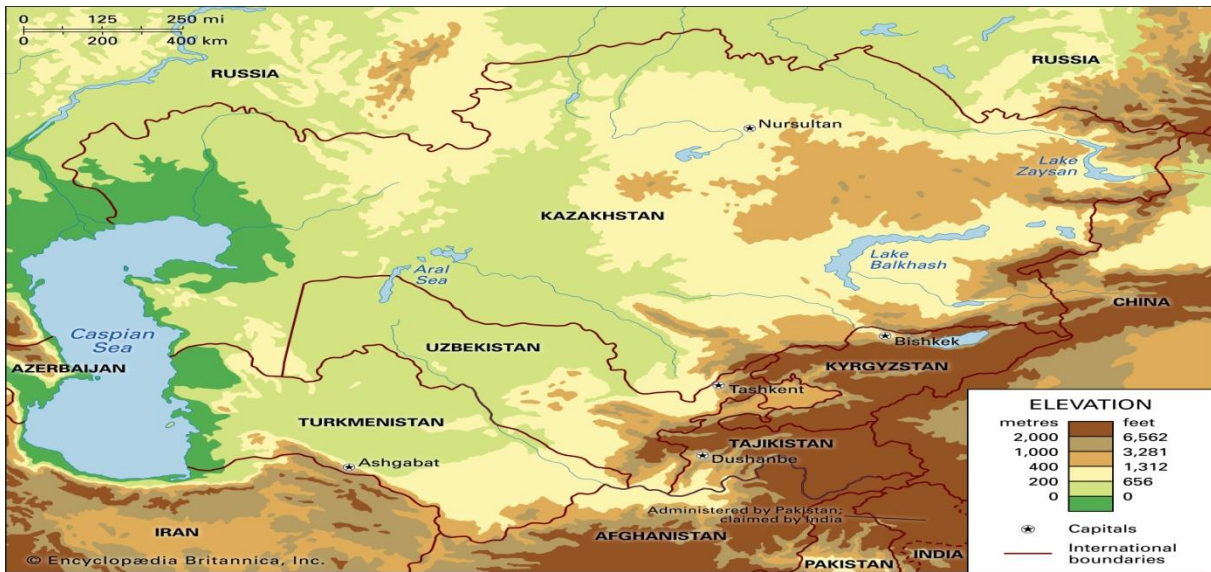 0 125 250 mi
0 200 400 km
RUSSIA
RUSSIA
Nursultan
Lake
Zaysan
KAZAKHSTAN
Aral
Sea
Lake
Balkhash
CHINA
Caspian
Sea
UZBEKISTAN
Bishkek
KYRGYZSTAN
AZERBAIJAN
Tashkent
TURKMENISTAN
TAJIKISTAN
Ashgabat
Dushanbe
Administered by Pakistan;
claimed by India
IRAN
AFGHANISTAN
PAKISTAN
INDIA
© Encyclopædia Britannica, Inc.
ELEVATION
metres feet
2,000 6,562
1,000 3,281
400 1,312
200 656
0 0
Capitals
International
boundaries